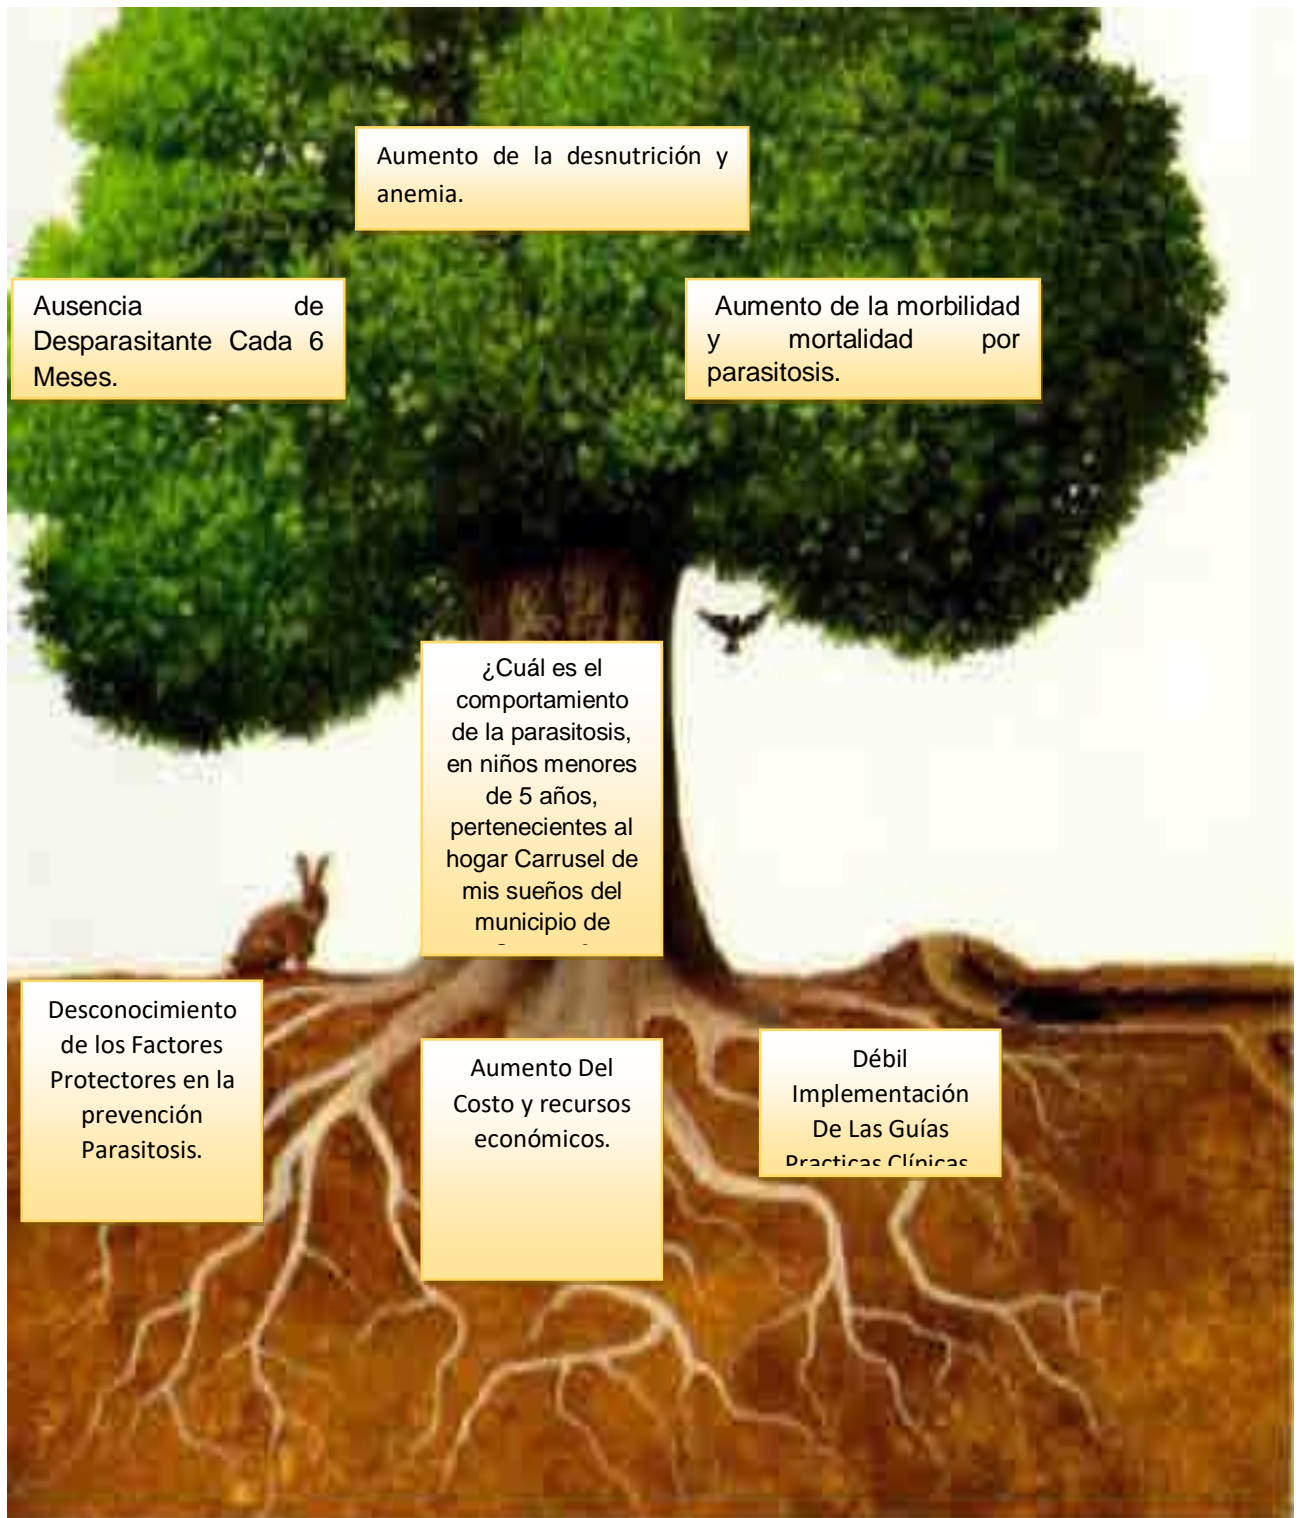 Aumento de la desnutrición y
anemia.
Ausencia de
Desparasitante Cada 6
Meses.
Aumento de la morbilidad
y mortalidad por
parasitosis.
¿Cuál es el
comportamiento
de la parasitosis,
en niños menores
de 5 años,
pertenecientes al
hogar Carrusel de
mis sueños del
municipio de
Desconocimiento
de los Factores
Protectores en la
prevención
Parasitosis.
Aumento Del
Costo y recursos
económicos.
Débil
Implementación
De Las Guías
Practicas Clínicas